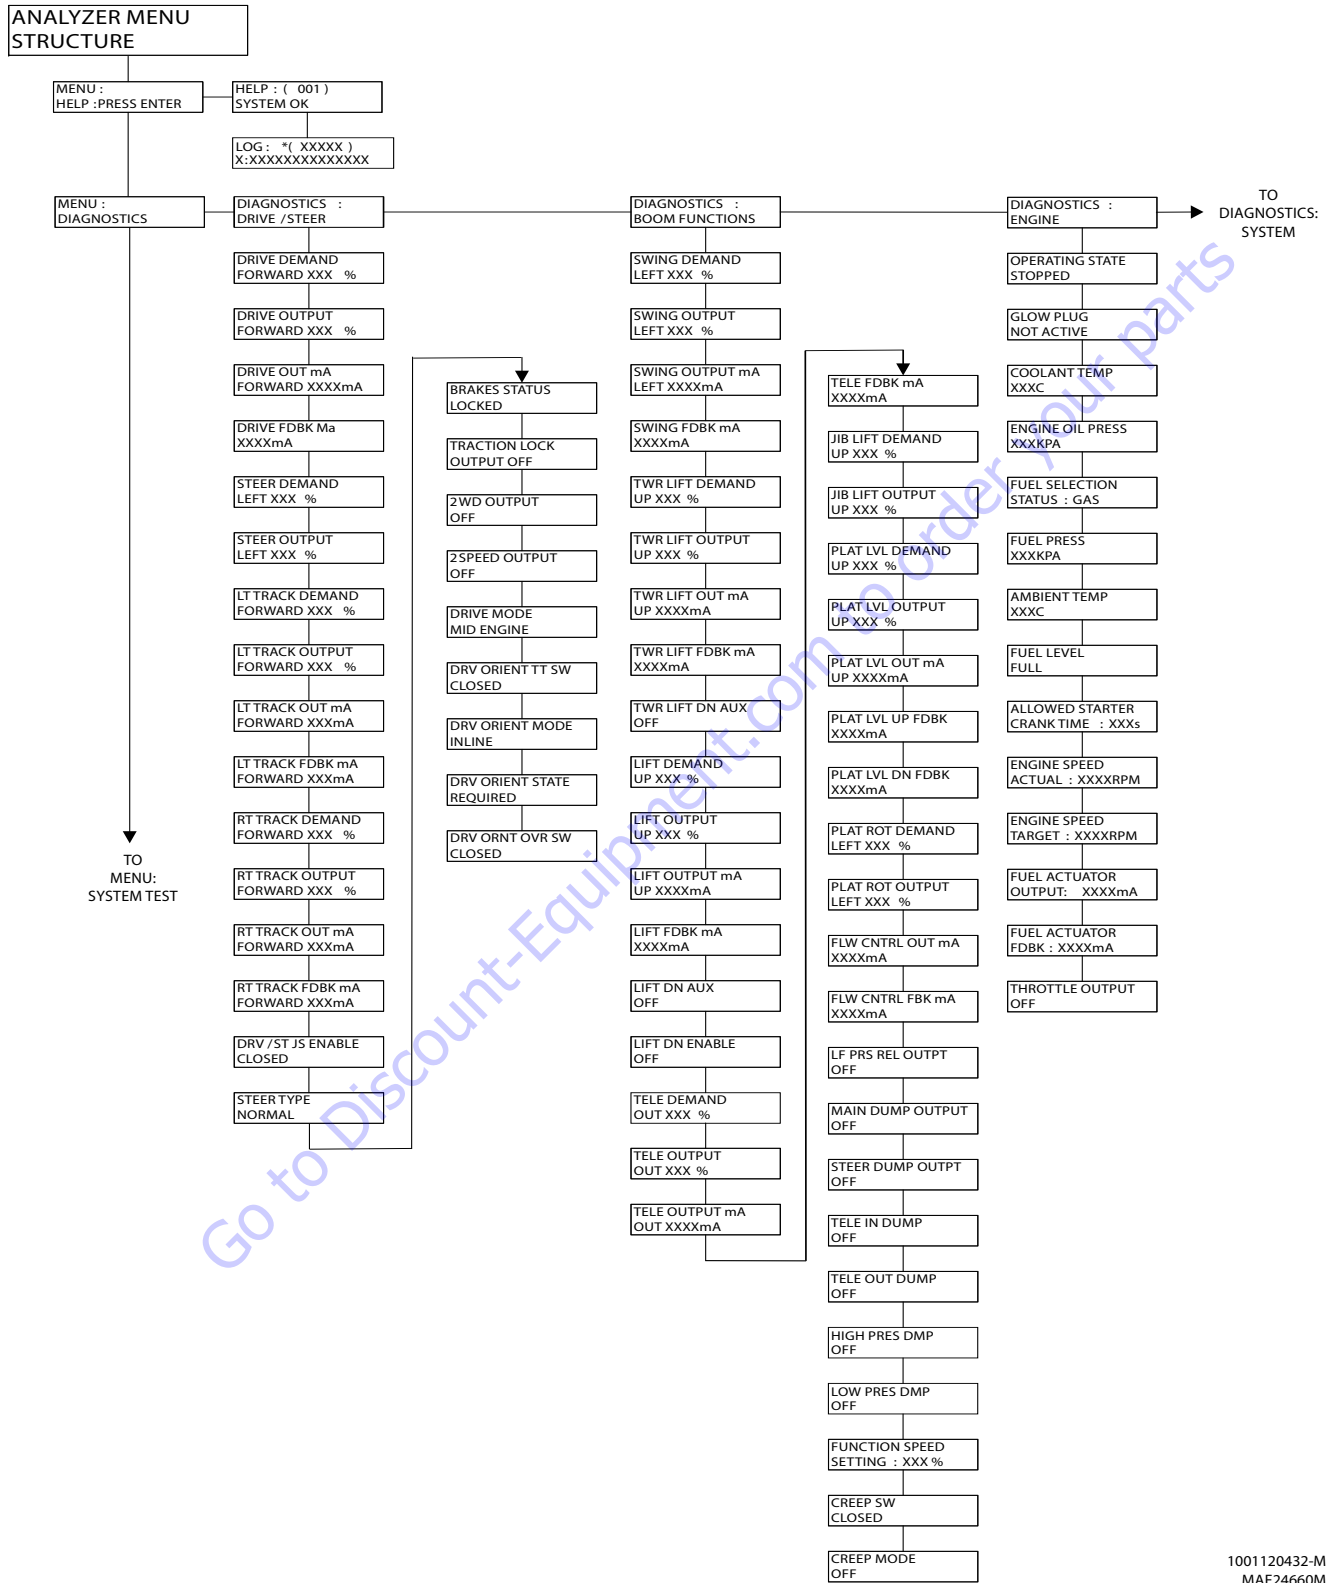 ANALYZER MENU
STRUCTURE
MENU :
HELP :PRESS ENTER
HELP : ( 001 )
SYSTEM OK
LOG : *( XXXXX )
X:XXXXXXXXXXXXXX
MENU :
DIAGNOSTICS
TO
MENU:
SYSTEM TEST
DIAGNOSTICS :
DRIVE /STEER
DRIVE DEMAND
FORWARD XXX %
DRIVE OUTPUT
FORWARD XXX %
DRIVE OUT mA
FORWARD XXXXmA
DRIVE FDBK Ma
XXXXmA
STEER DEMAND
LEFT XXX %
STEER OUTPUT
LEFT XXX %
LT TRACK DEMAND
FORWARD XXX %
LT TRACK OUTPUT
FORWARD XXX %
LT TRACK OUT mA
FORWARD XXXmA
LT TRACK FDBK mA
FORWARD XXXmA
RT TRACK DEMAND
FORWARD XXX %
RT TRACK OUTPUT
FORWARD XXX %
RT TRACK OUT mA
FORWARD XXXmA
RT TRACK FDBK mA
FORWARD XXXmA
DRV /ST JS ENABLE
CLOSED
STEER TYPE
NORMAL
BRAKES STATUS
LOCKED
TRACTION LOCK
OUTPUT OFF
2WD OUTPUT
OFF
2SPEED OUTPUT
OFF
DRIVE MODE
MID ENGINE
DRV ORIENT TT SW
CLOSED
DRV ORIENT MODE
INLINE
DRV ORIENT STATE
REQUIRED
DRV ORNT OVR SW
CLOSED
DIAGNOSTICS :
BOOM FUNCTIONS
SWING DEMAND
LEFT XXX %
SWING OUTPUT
LEFT XXX %
SWING OUTPUT mA
LEFT XXXXmA
SWING FDBK mA
XXXXmA
TWR LIFT DEMAND
UP XXX %
TWR LIFT OUTPUT
UP XXX %
TWR LIFT OUT mA
UP XXXXmA
TWR LIFT FDBK mA
XXXXmA
TWR LIFT DN AUX
OFF
LIFT DEMAND
UP XXX %
LIFT OUTPUT
UP XXX %
LIFT OUTPUT mA
UP XXXXmA
LIFT FDBK mA
XXXXmA
LIFT DN AUX
OFF
LIFT DN ENABLE
OFF
TELE DEMAND
OUT XXX %
TELE OUTPUT
OUT XXX %
TELE OUTPUT mA
OUT XXXXmA
TELE FDBK mA
XXXXmA
JIB LIFT DEMAND
UP XXX %
JIB LIFT OUTPUT
UP XXX %
PLAT LVL DEMAND
UP XXX %
PLAT LVL OUTPUT
UP XXX %
PLAT LVL OUT mA
UP XXXXmA
PLAT LVL UP FDBK
XXXXmA
PLAT LVL DN FDBK
XXXXmA
PLAT ROT DEMAND
LEFT XXX %
PLAT ROT OUTPUT
LEFT XXX %
FLW CNTRL OUT mA
XXXXmA
FLW CNTRL FBK mA
XXXXmA
LF PRS REL OUTPT
OFF
MAIN DUMP OUTPUT
OFF
STEER DUMP OUTPT
OFF
TELE IN DUMP
OFF
TELE OUT DUMP
OFF
HIGH PRES DMP
OFF
LOW PRES DMP
OFF
FUNCTION SPEED
SETTING : XXX %
CREEP SW
CLOSED
CREEP MODE
OFF
DIAGNOSTICS :
ENGINE
OPERATING STATE
STOPPED
GLOW PLUG
NOT ACTIVE
COOLANT TEMP
XXXC
ENGINE OIL PRESS
XXXKPA
FUEL SELECTION
STATUS : GAS
FUEL PRESS
XXXKPA
AMBIENT TEMP
XXXC
FUEL LEVEL
FULL
ALLOWED STARTER
CRANK TIME : XXXs
ENGINE SPEED
ACTUAL : XXXXRPM
ENGINE SPEED
TARGET : XXXXRPM
FUEL ACTUATOR
OUTPUT: XXXXmA
FUEL ACTUATOR
FDBK : XXXXmA
THROTTLE OUTPUT
OFF
TO
DIAGNOSTICS:
SYSTEM
Go to Discount-Equipment.com to order your parts
1001120432-M
MAE24660M